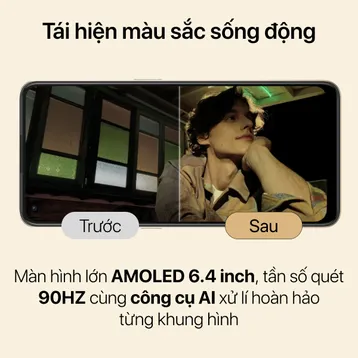 Tái hiện màu sắc sống động
Trước
Sau
Màn hình lớn AMOLED 6.4 inch, tần số quét
90HZ cùng công cụ AI xử lí hoàn hảo
từng khung hình